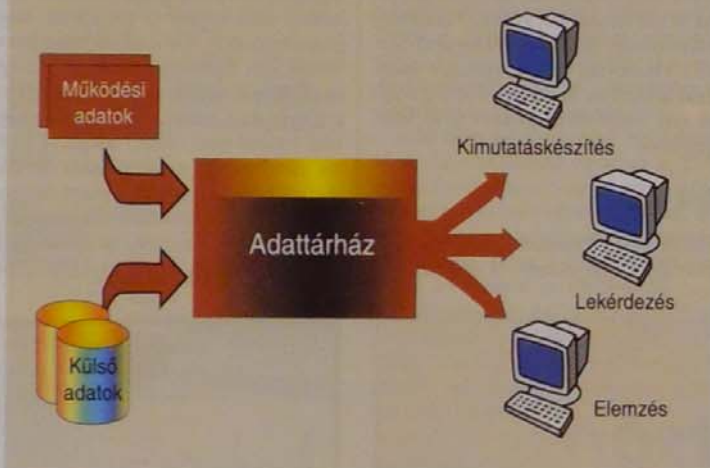 Működési
adatok
Kimutatáskészítés
Adattárház
Lekérdezés
Külső
adatok
Elemzés